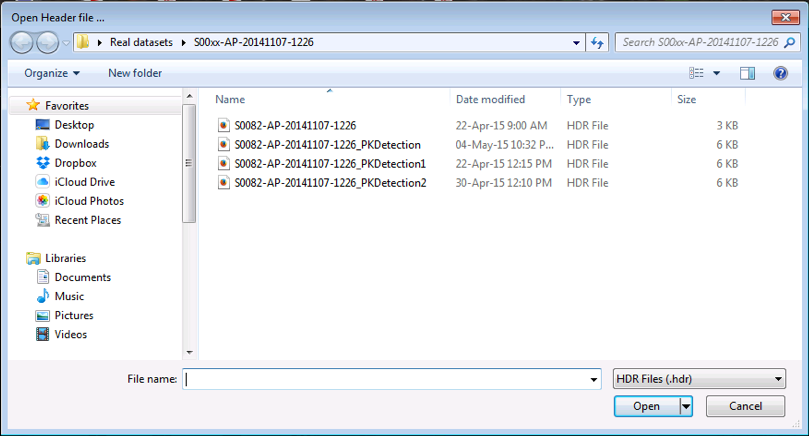 Open Header file ...
Real datasets S00xx-AP-20141107-1226 Search S00xx-AP-20141107-1226
Organize New folder
Name Date modified Type Size
Favorites
Desktop
Downloads
Dropbox
iCloud Drive
iCloud Photos
Recent Places
Libraries
Documents
Music
Pictures
Videos
S0082-AP-20141107-1226 22-Apr-15 9:00 AM HDR File 3 KB
S0082-AP-20141107-1226_PKDetection 04-May-15 10:32 P... HDR File 6 KB
S0082-AP-20141107-1226_PKDetection1 22-Apr-15 12:15 PM HDR File 6 KB
S0082-AP-20141107-1226_PKDetection2 30-Apr-15 12:10 PM HDR File 6 KB
File name: HDR Files (.hdr)
Open Cancel